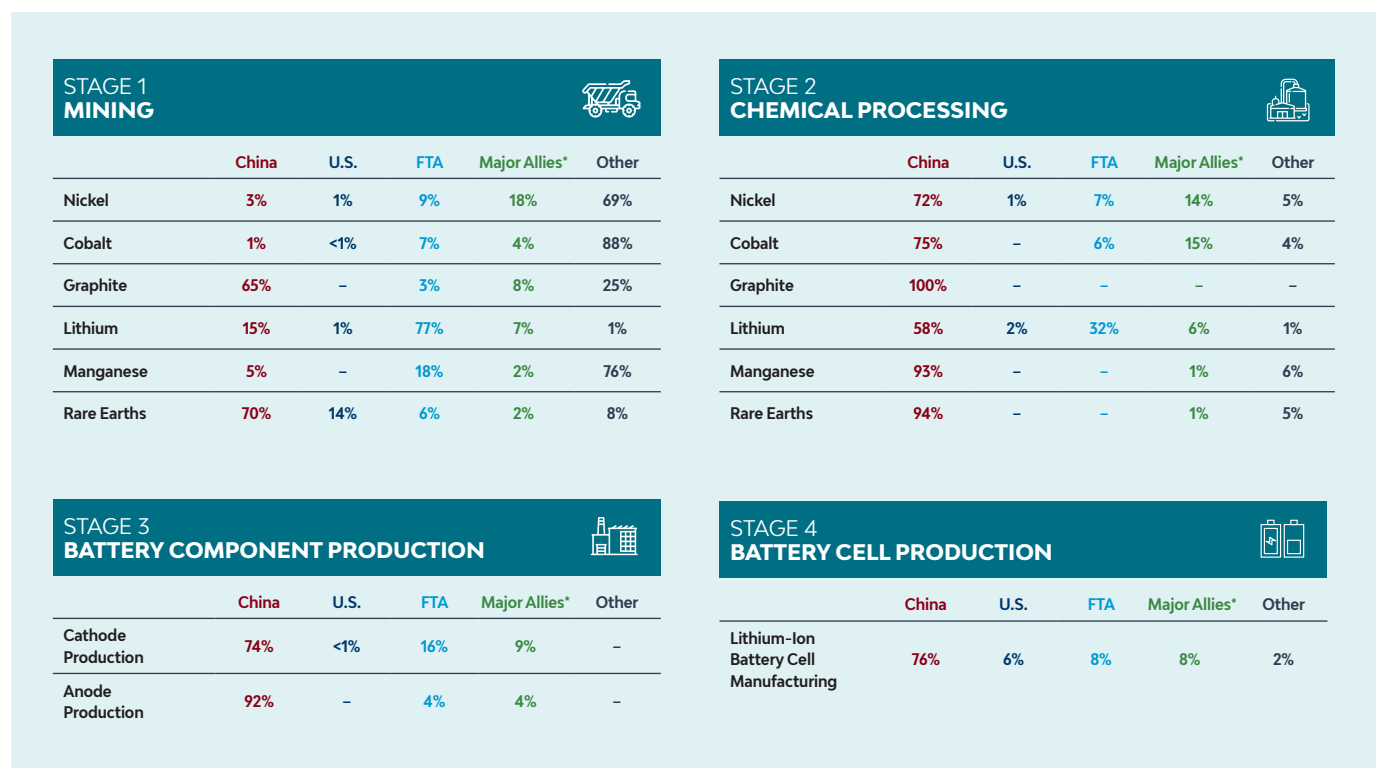 STAGE 1
MINING
China U.S. FTA Major Allies* Other
Nickel 3% 1% 9% 18% 69%
Cobalt 1% <1% 7% 4% 88%
Graphite 65% – 3% 8% 25%
Lithium 15% 1% 77% 7% 1%
Manganese 5% – 18% 2% 76%
Rare Earths 70% 14% 6% 2% 8%
STAGE 2
CHEMICAL PROCESSING
China U.S. FTA Major Allies* Other
Nickel 72% 1% 7% 14% 5%
Cobalt 75% – 6% 15% 4%
Graphite 100% – – – –
Lithium 58% 2% 32% 6% 1%
Manganese 93% – – 1% 6%
Rare Earths 94% – – 1% 5%
STAGE 3
BATTERY COMPONENT PRODUCTION
China U.S. FTA Major Allies* Other
Cathode
Production 74% <1% 16% 9% –
Anode
Production 92% – 4% 4% –
STAGE 4
BATTERY CELL PRODUCTION
China U.S. FTA Major Allies* Other
Lithium-Ion
Battery Cell 76% 6% 8% 8% 2%
Manufacturing